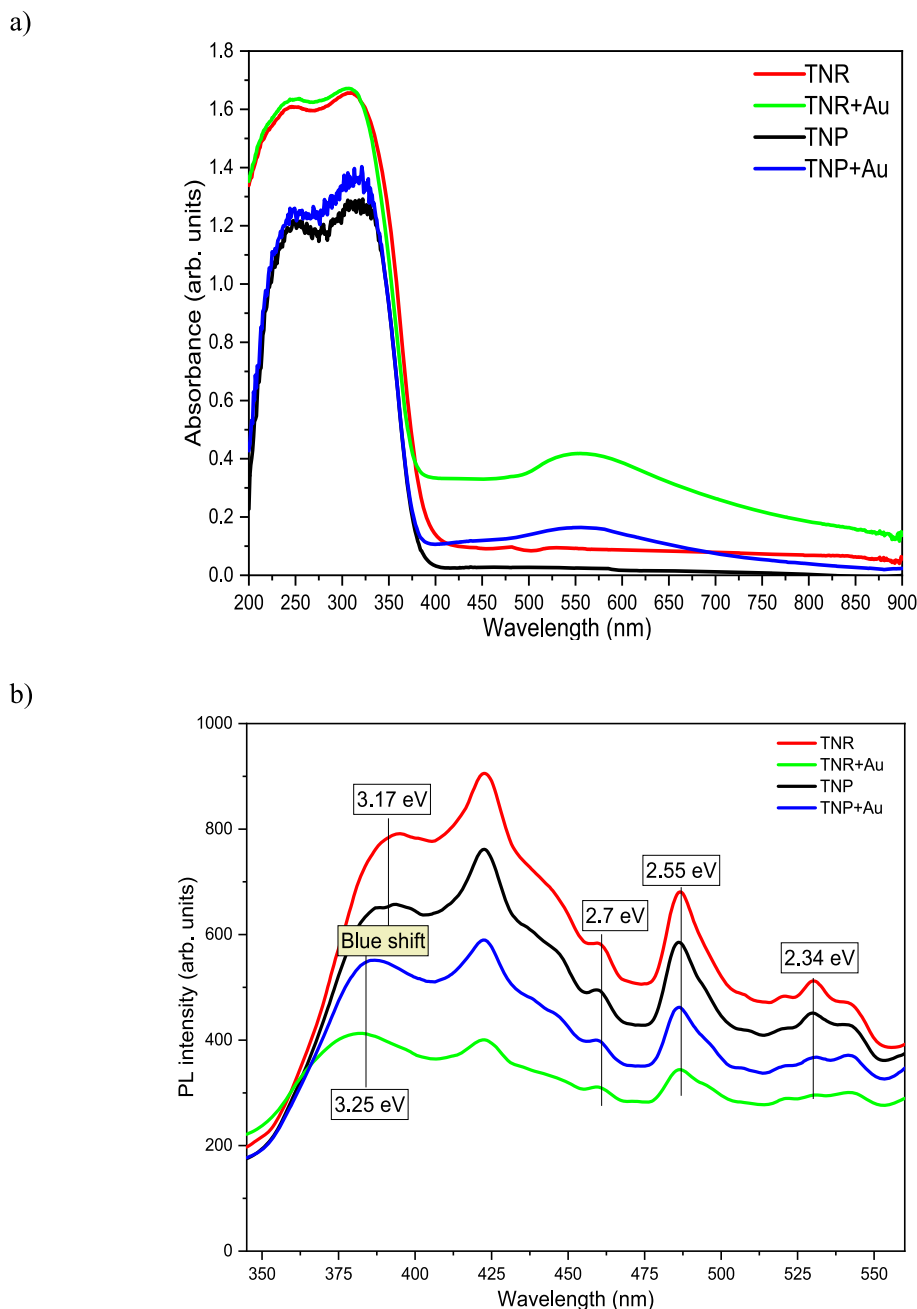 a)
1.8
1.6
1.4
1.2
1.0
0.8
0.6
0.4
0.2
0.0
Absorbance (arb. units)
TNR
TNR+Au
TNP
TNP+Au
200 250 300 350 400 450 500 550 600 650 700 750 800 850 900
Wavelength (nm)
b)
1000
800
600
400
200
0
PL intensity (arb. units)
TNR
TNR+Au
TNP
TNP+Au
3.17 eV
Blue shift
3.25 eV
2.7 eV
2.55 eV
2.34 eV
350 375 400 425 450 475 500 525 550
Wavelength (nm)